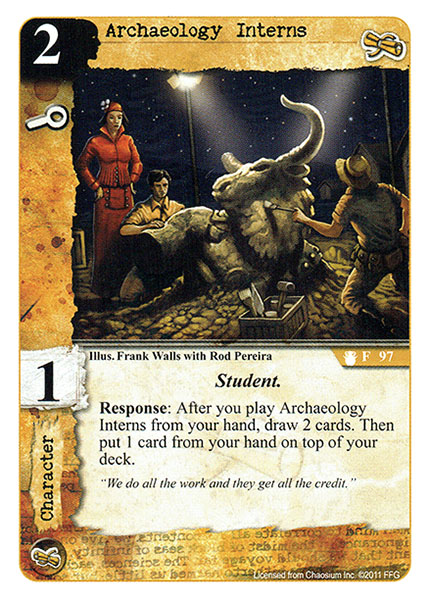 2
Archaeology Interns
Illus. Frank Walls with Rod Pereira
F 97
1
Student.
Response: After you play Archaeology
Interns from your hand, draw 2 cards. Then
put 1 card from your hand on top of your
deck.
"We do all the work and they get all the credit."
Character
Licensed from Chaosium Inc. ©2011 FFG